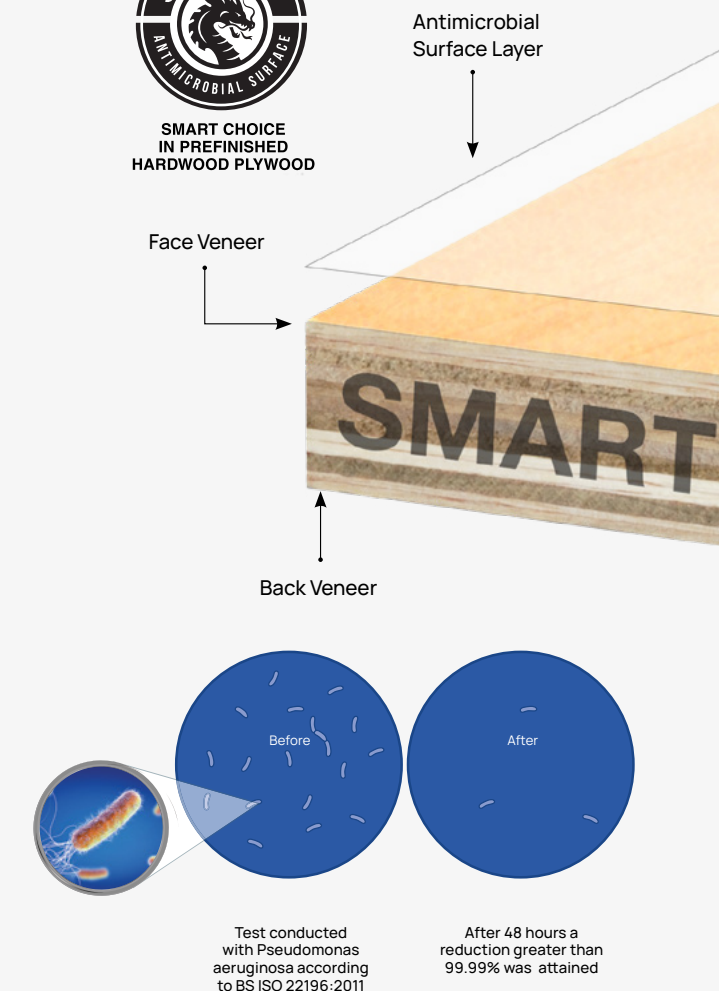 ANTIMICROBIAL SURFACE
SMART CHOICE
IN PREFINISHED
HARDWOOD PLYWOOD
Antimicrobial
Surface Layer
Face Veneer
SMART
Back Veneer
Before
After
Test conducted
with Pseudomonas
aeruginosa according
to BS ISO 22196:2011
After 48 hours a
reduction greater than
99.99% was attained